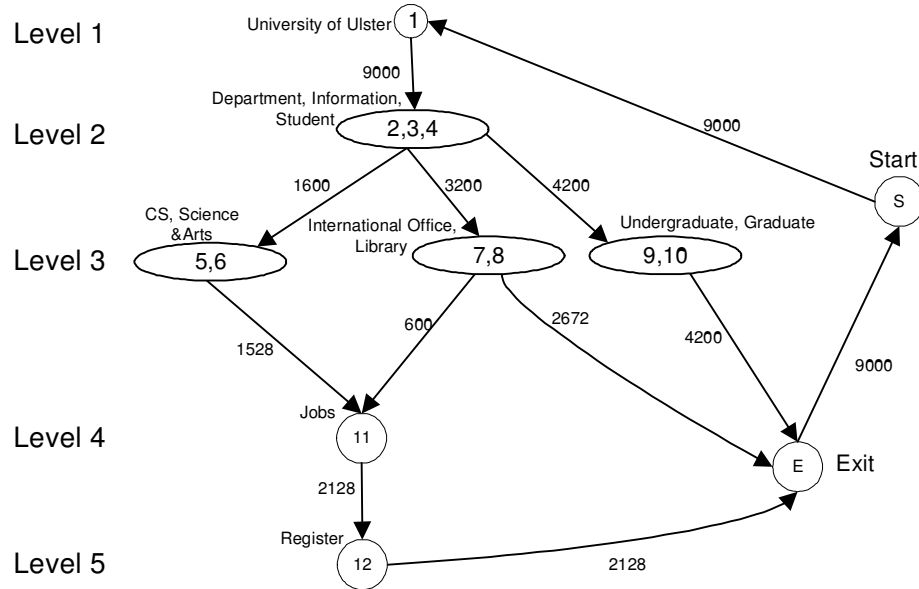 Level 1
University of Ulster
1
9000
Department, Information,
Student
Level 2
2,3,4
9000
Start
S
1600
3200
4200
CS, Science
&Arts
International Office,
Library
Undergraduate, Graduate
Level 3
5,6
7,8
9,10
1528
600
2672
4200
9000
Jobs
Level 4
11
E
Exit
2128
Register
Level 5
12
2128